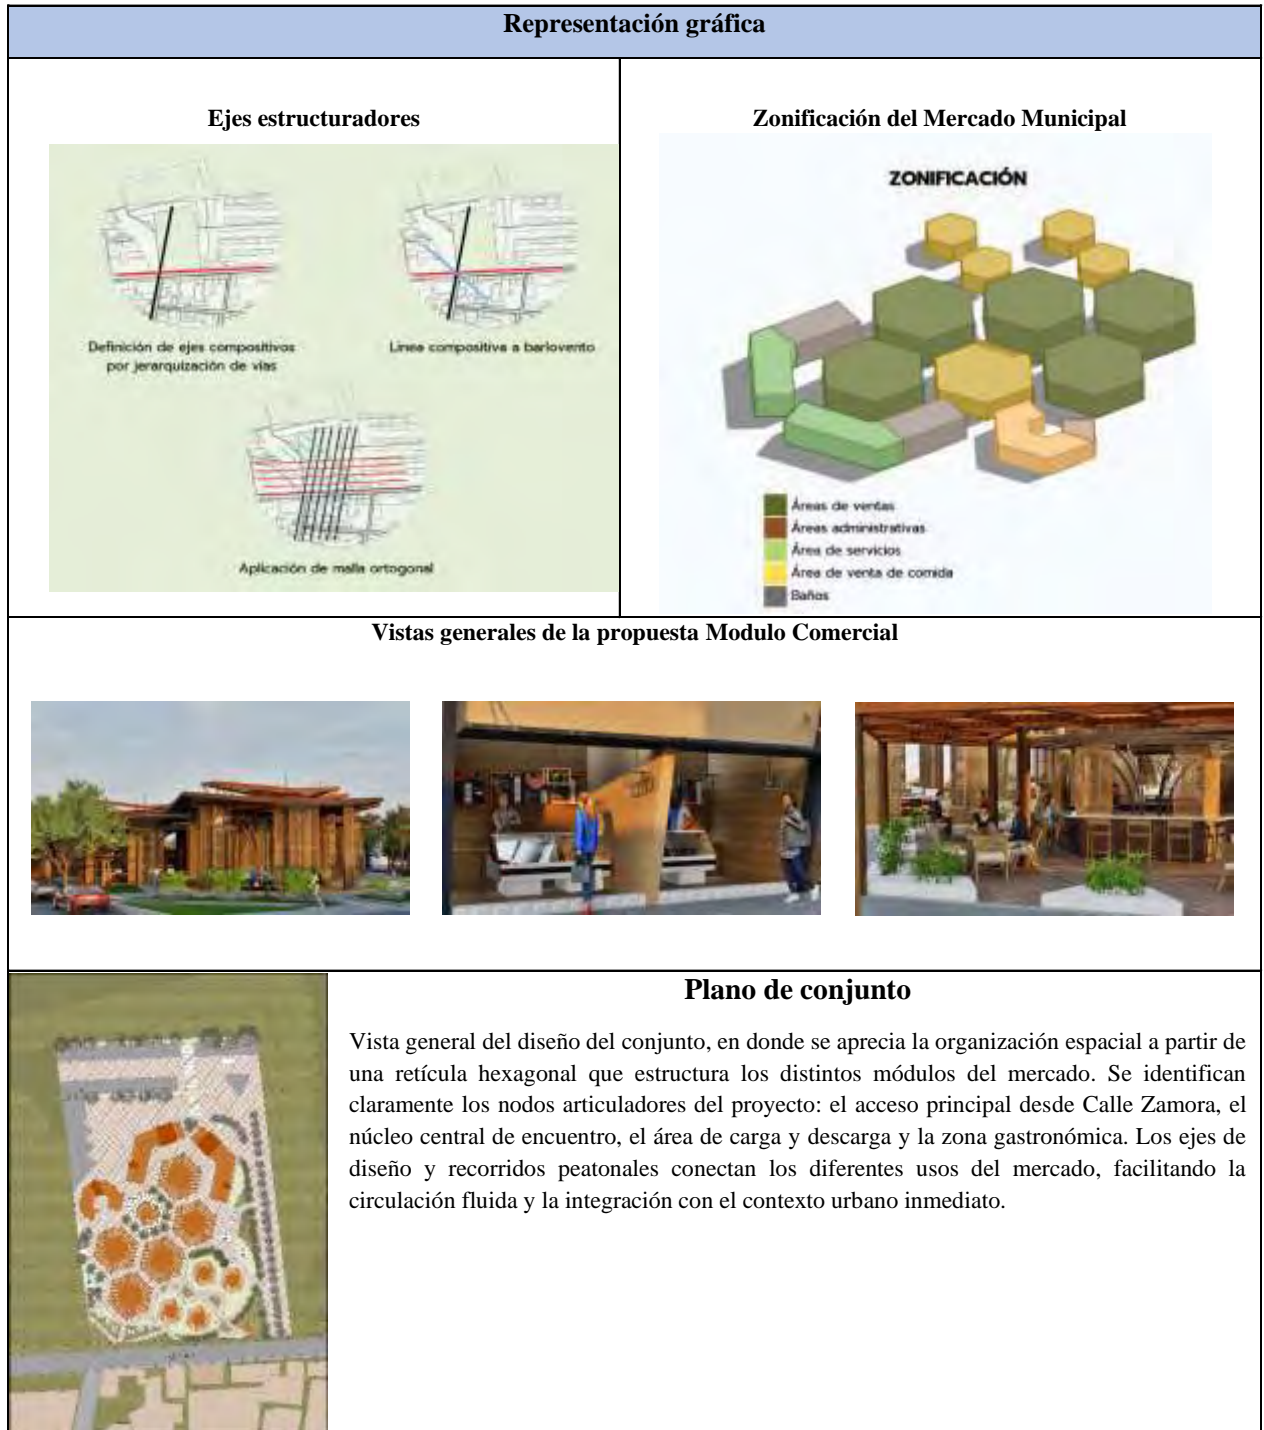 Representación gráfica
Ejes estructuradores
Definición de ejes compositivos
por jerarquización de vías
Línea compositiva a barlovento
Aplicación de malla ortogonal
Zonificación del Mercado Municipal
ZONIFICACIÓN
Áreas de ventas
Áreas administrativas
Área de servicios
Área de venta de comida
Baños
Vistas generales de la propuesta Modulo Comercial
Plano de conjunto
Vista general del diseño del conjunto, en donde se aprecia la organización espacial a partir de
una retícula hexagonal que estructura los distintos módulos del mercado. Se identifican
claramente los nodos articuladores del proyecto: el acceso principal desde Calle Zamora, el
núcleo central de encuentro, el área de carga y descarga y la zona gastronómica. Los ejes de
diseño y recorridos peatonales conectan los diferentes usos del mercado, facilitando la
circulación fluida y la integración con el contexto urbano inmediato.